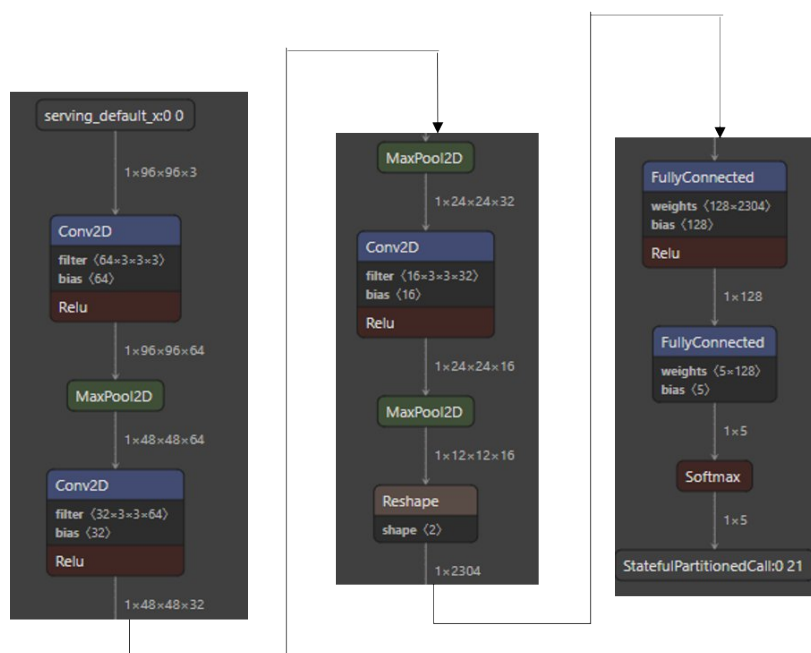 serving_default_x:0 0
1×96×96×3
Conv2D
filter ⟨64×3×3×3⟩
bias ⟨64⟩
Relu
1×96×96×64
MaxPool2D
1×48×48×64
Conv2D
filter ⟨32×3×3×64⟩
bias ⟨32⟩
Relu
1×48×48×32
MaxPool2D
1×24×24×32
Conv2D
filter ⟨16×3×3×32⟩
bias ⟨16⟩
Relu
1×24×24×16
MaxPool2D
1×12×12×16
Reshape
shape ⟨2⟩
1×2304
FullyConnected
weights ⟨128×2304⟩
bias ⟨128⟩
Relu
1×128
FullyConnected
weights ⟨5×128⟩
bias ⟨5⟩
1×5
Softmax
1×5
StatefulPartitionedCall:0 21